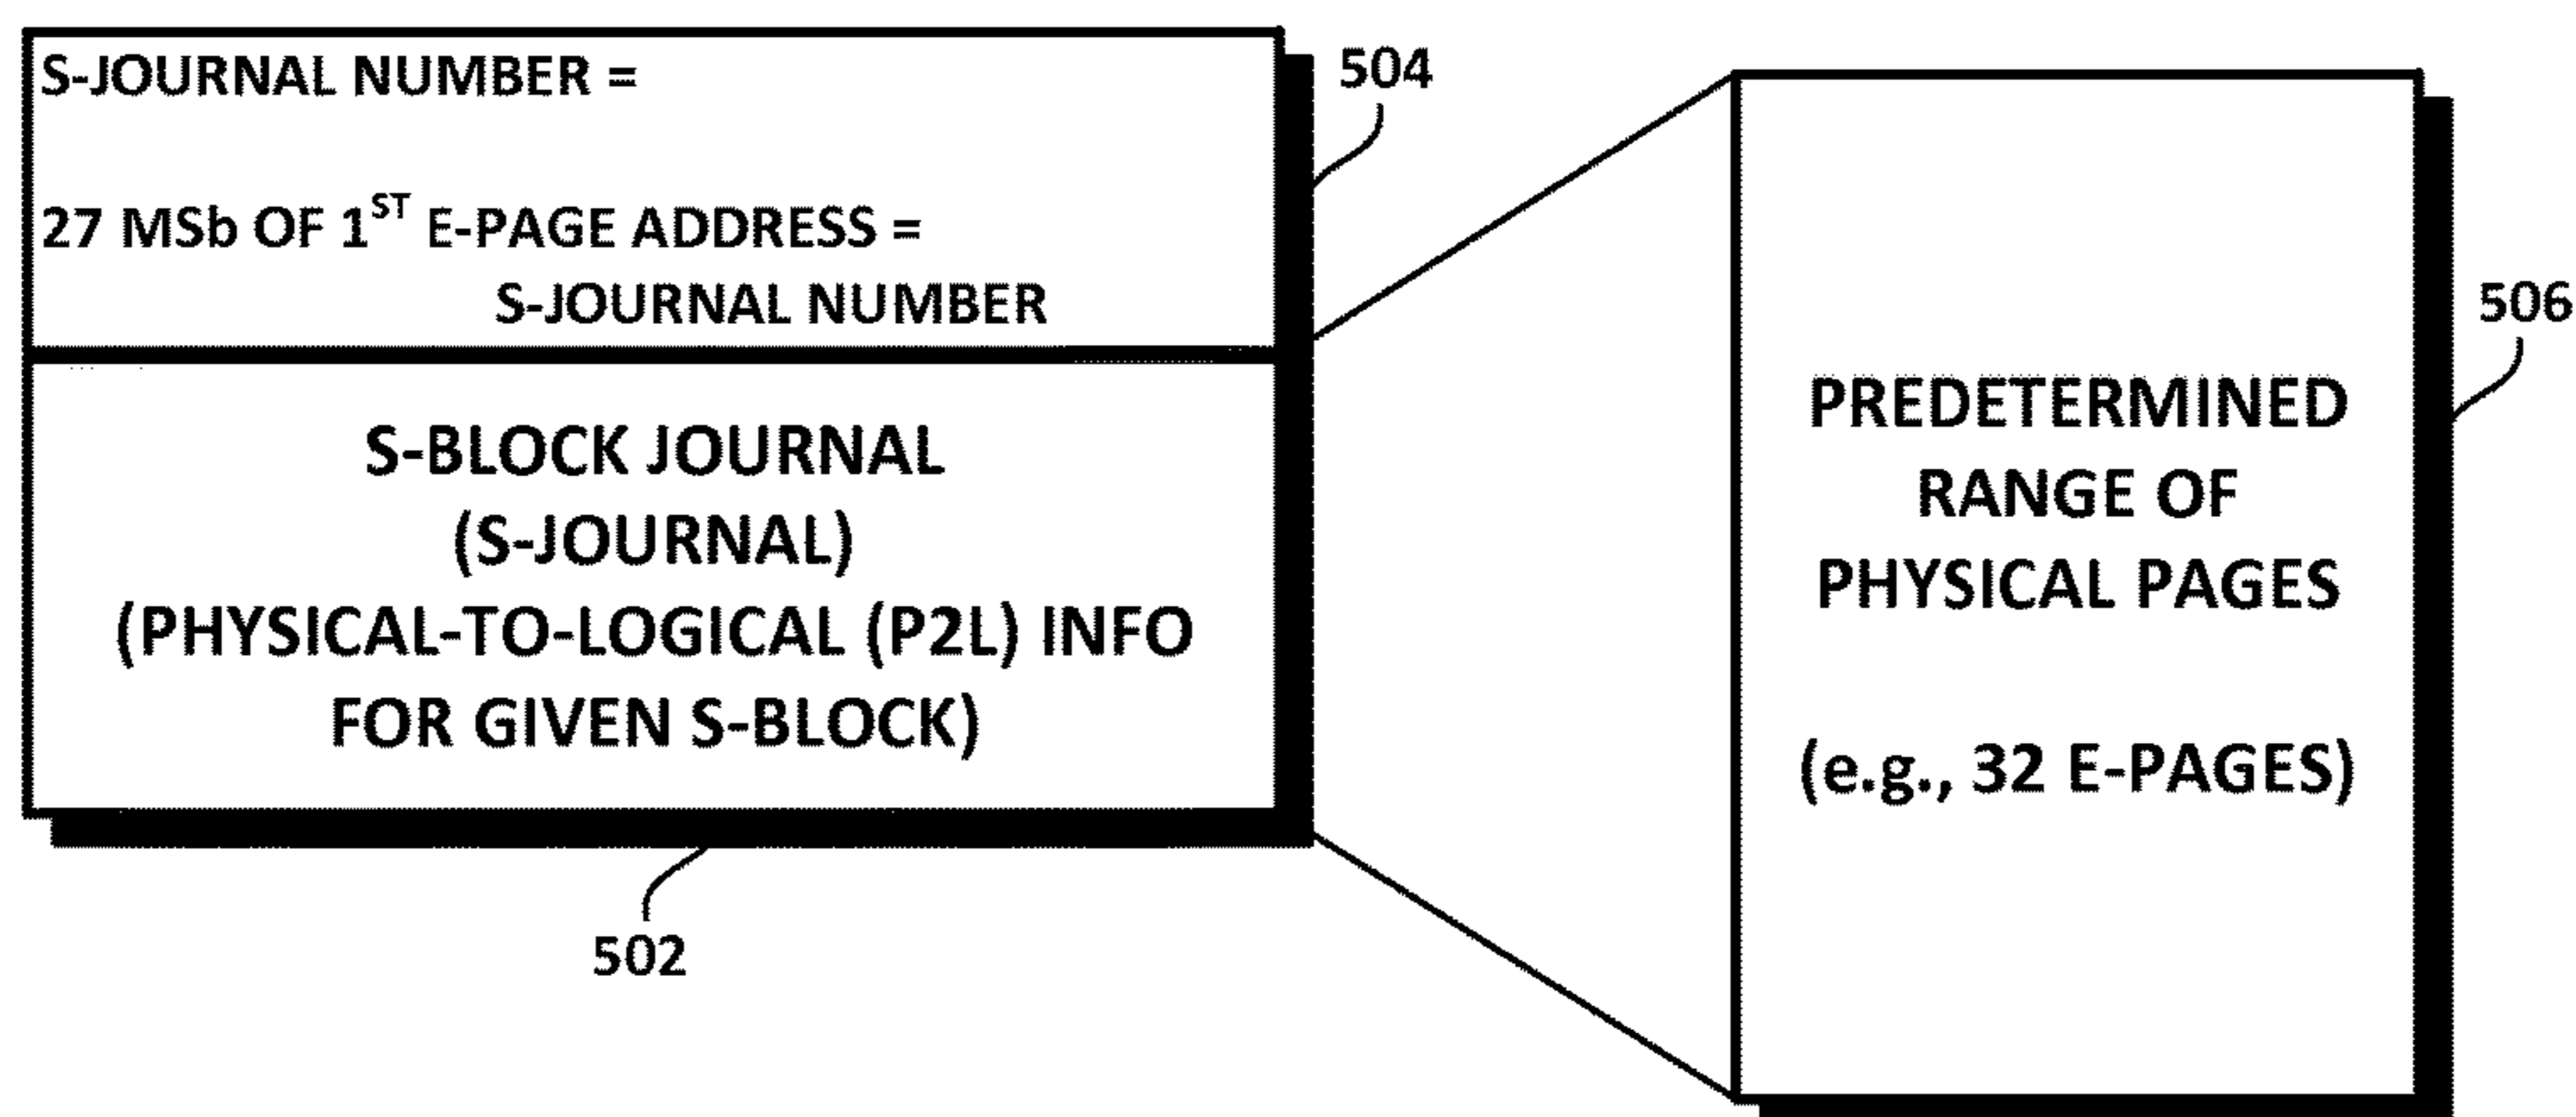 S-JOURNAL NUMBER =
27 MSb OF 1ST E-PAGE ADDRESS =
S-JOURNAL NUMBER
S-BLOCK JOURNAL
(S-JOURNAL)
(PHYSICAL-TO-LOGICAL (P2L) INFO
FOR GIVEN S-BLOCK)
502
504
PREDETERMINED
RANGE OF
PHYSICAL PAGES
(e.g., 32 E-PAGES)
506